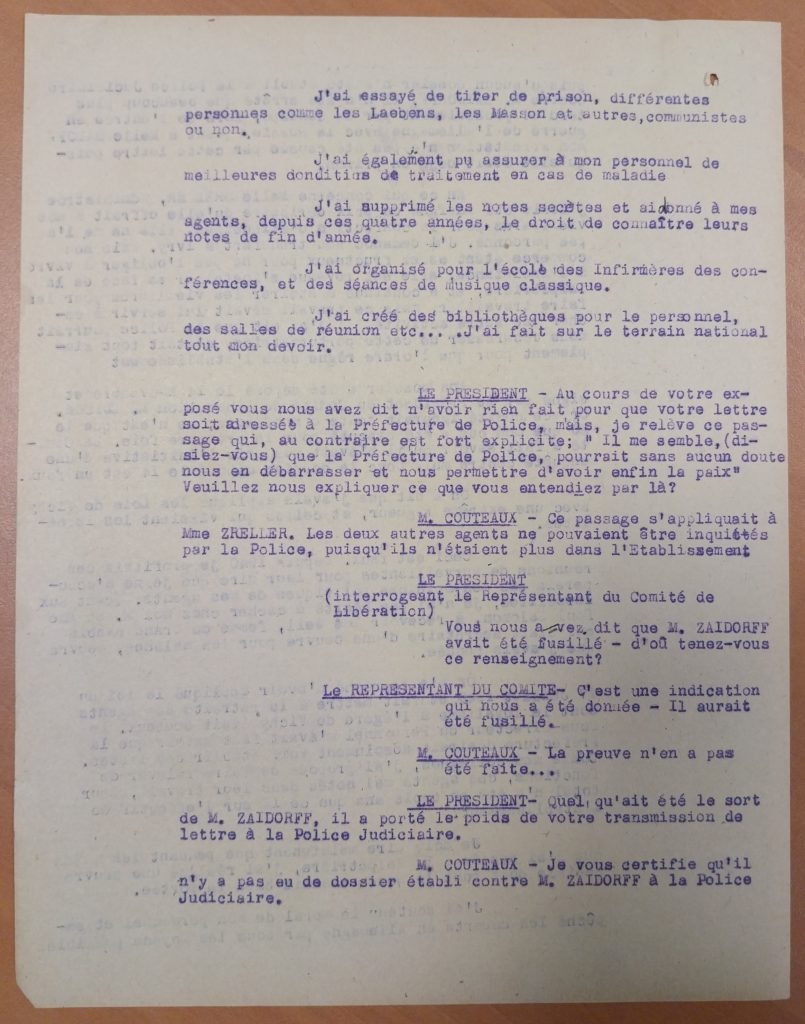 J'ai essayé de titer de prison, différentes
personnes comme les Laebens, les Masson et autres,communistes
ou non.
J'ai également pu assurer à mon personnel de
meilleures donditius de traitement en cas de maladie
J'ai supprimé les notes secètes et ai donné à mes
agents, depuis ces quatre années, le droit de connaître leurs
notes de fin d'année.
J'ai organisé pour l'école des Infirmères des con-
férences, et des séances de musique classique.
J'ai créé des bibliothèques pour le personnel,
des salles de réunion etc... .J'ai fait sur le terrain national
tout mon devoir.
LE PRESIDENT - Au cours de votre ex-
posé vous nous avez dit n'avoir rien fait pour que votre lettre
soit adressét à la Préfecture de Police, mais, je relève ce pas-
sage qui, au contraire est fort explicite; " Il me semble,(di-
siez-vous) que la Préfecture de Police, pourrait sans aucun doute
nous en débarrasser et nous permettre d'avoir enfin la paix"
Veuillez nous expliquer ce que vous entendiez par là?
M. COUTEAUX - Ce passage s'appliquait à
Mme ZRELLER. Les deux autres agents ne pouvaient être inquiétés
par la Police, puisqu'ils n'étaient plus dans l'Etablissement
LE PRESIDENT
(interrogeant le Représentant du Comité de
Libération)
Vous nous avez dit que M. ZAIDORFF
avait été fusillé - d'où tenez-vous
ce renseignement?
Le REPRESENTANT DU COMITE- C'est une indication
qui nous a été donnée - Il aurait
été fusillé.
M. COUTEAUX - La preuve n'en a pas
été faite...
LE PRESIDENT- Quel qu'ait été le sort
de M. ZAIDORFF, il a porté le poids de votre transmission de
lettre à la Police Judiciaire.
M. COUTEAUX - Je vous certifie qu'il
n'y a pas eu de dossier établi contre M. ZAIDORFF à la Police
Judiciaire.